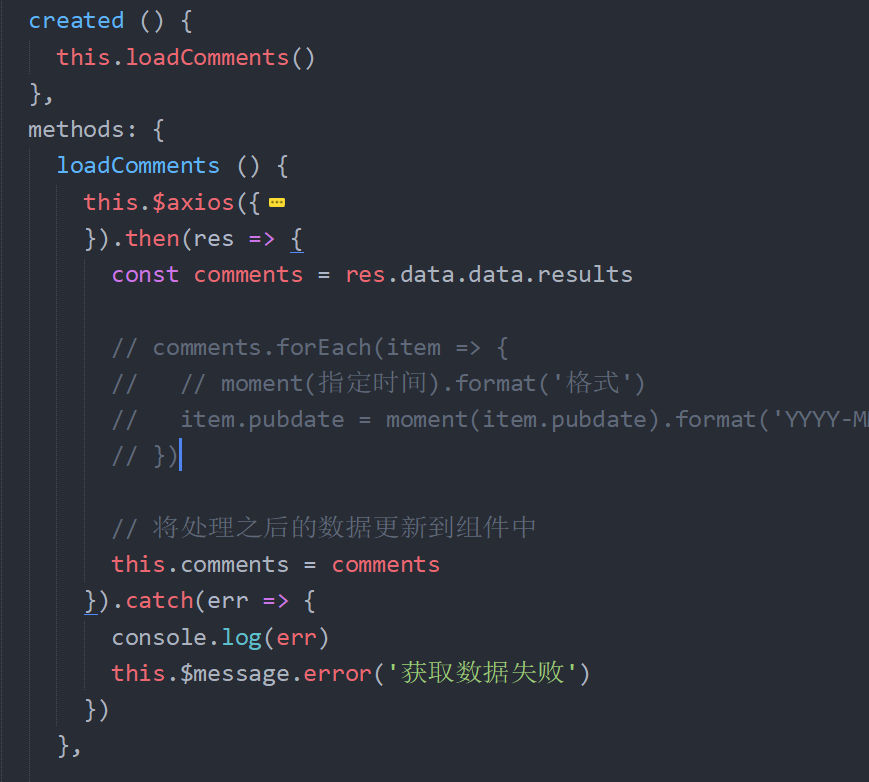 created () {
this.loadComments()
},
methods: {
loadComments () {
this.$axios({
}).then(res => {
const comments = res.data.data.results
// comments.forEach(item => {
//   // moment(指定时间).format('格式')
//   item.pubdate = moment(item.pubdate).format('YYYY-M
// })
// 将处理之后的数据更新到组件中
this.comments = comments
}).catch(err => {
console.log(err)
this.$message.error('获取数据失败')
})
},